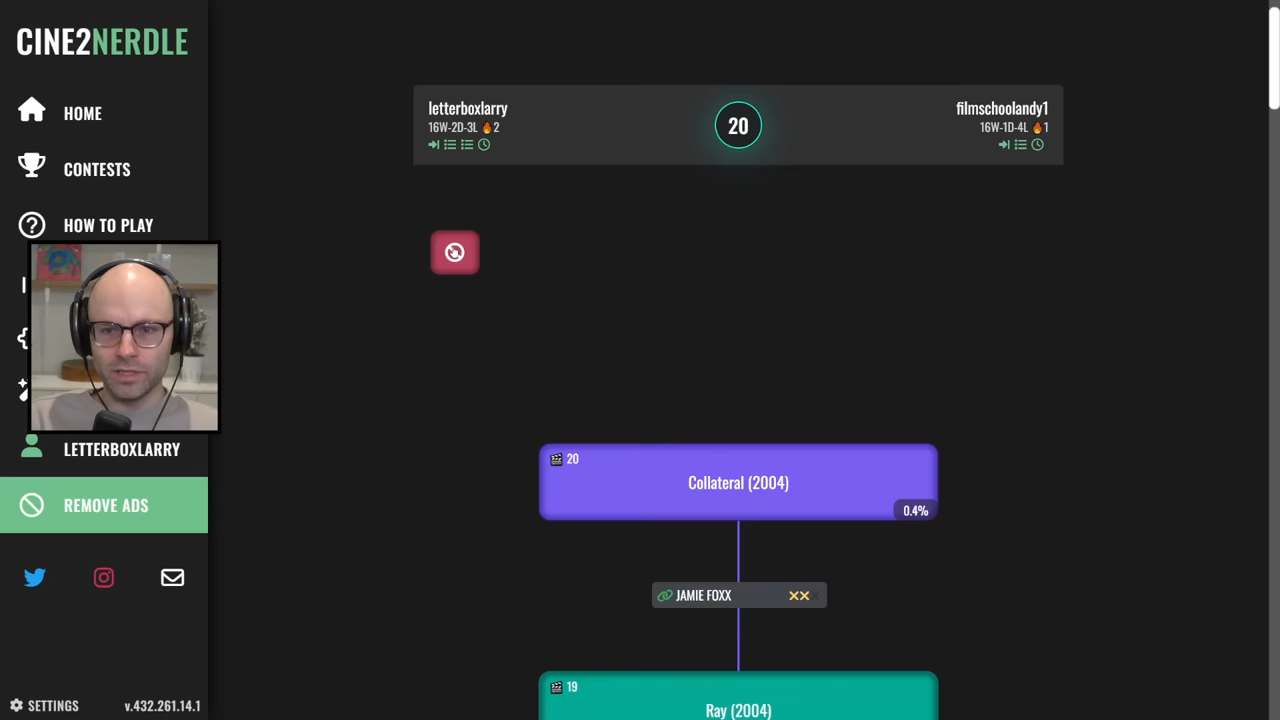 CINE2NERDLE
HOME
CONTESTS
HOW TO PLAY
LETTERBOXLARRY
REMOVE ADS
SETTINGS
v.432.261.14.1
letterboxlarry
16W-2D-3L 🔥2
20
filmschoolandy1
16W-1D-4L 🔥1
20
Collateral (2004)
0.4%
JAMIE FOXX
19
Ray (2004)